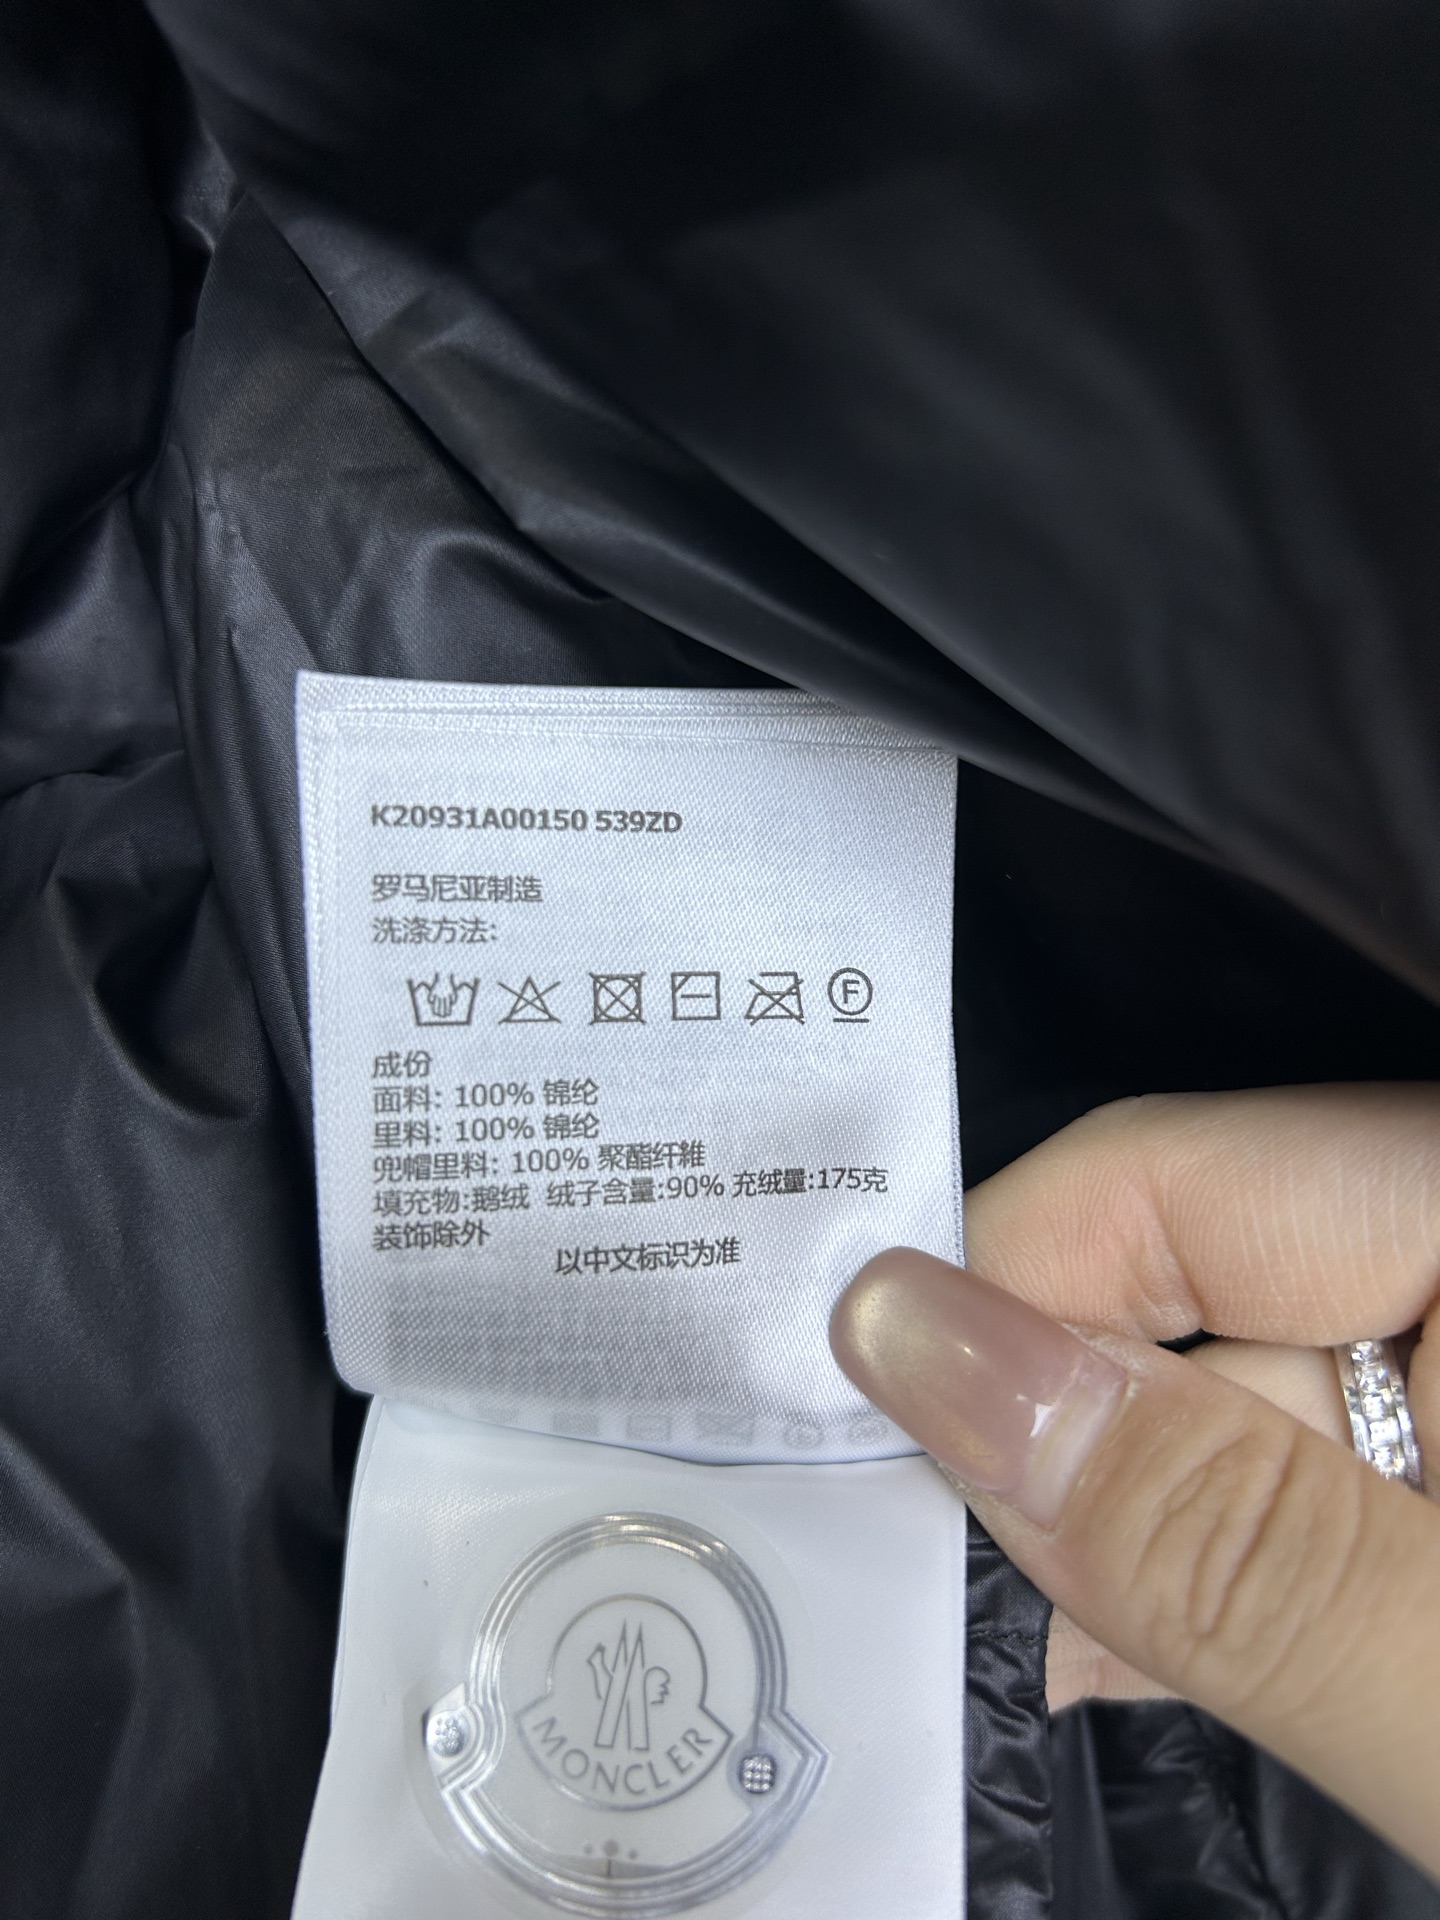 K20931A00150 539ZD
罗马尼亚制造
洗涤方法:
F
成份
面料: 100% 锦纶
里料: 100% 锦纶
兜帽里料: 100% 聚酯纤維
填充物:鹅绒 绒子含量:90% 充绒量:175克
装饰除外
以中文标识为准
MONCLER